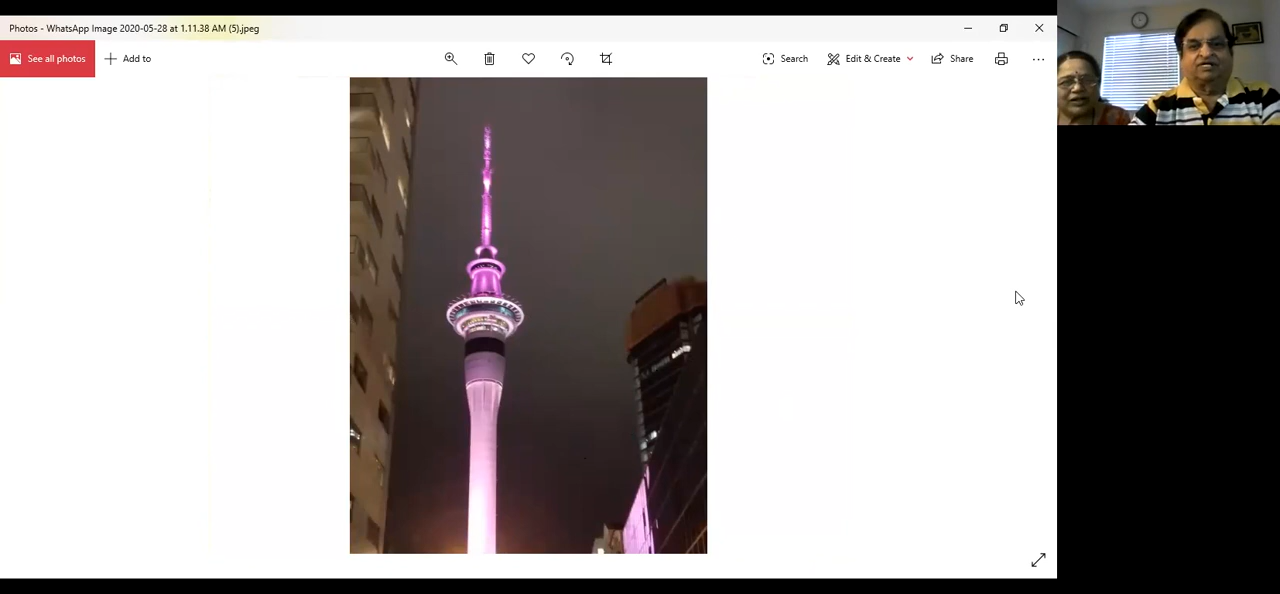 Photos - WhatsApp Image 2020-05-28 at 1.11.38 AM (5).jpeg
See all photos
Add to
Search
Edit & Create
Share